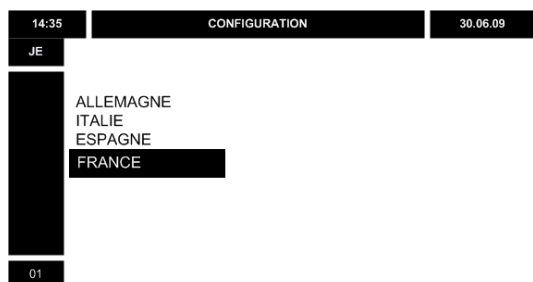 14:35 CONFIGURATION 30.06.09
JE
ALLEMAGNE
ITALIE
ESPAGNE
FRANCE
01